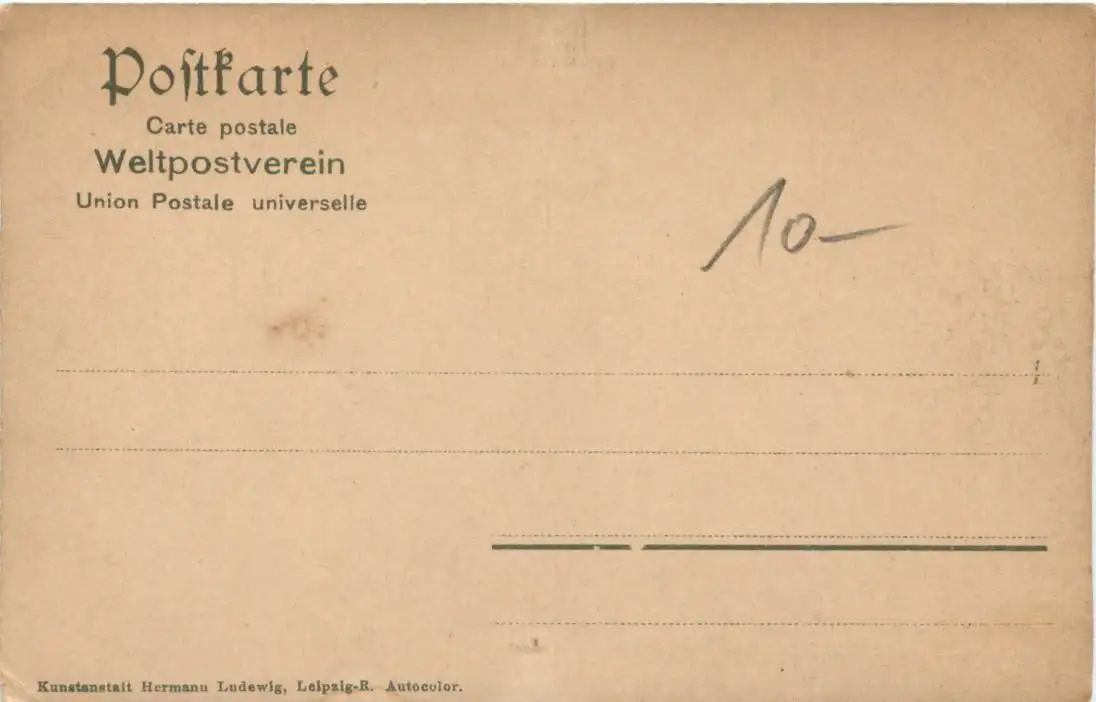 Poſtkarte
Carte postale
Weltpostverein
Union Postale universelle
10-
Kunstanstalt Hermann Ludewig, Leipzig-R. Autocolor.